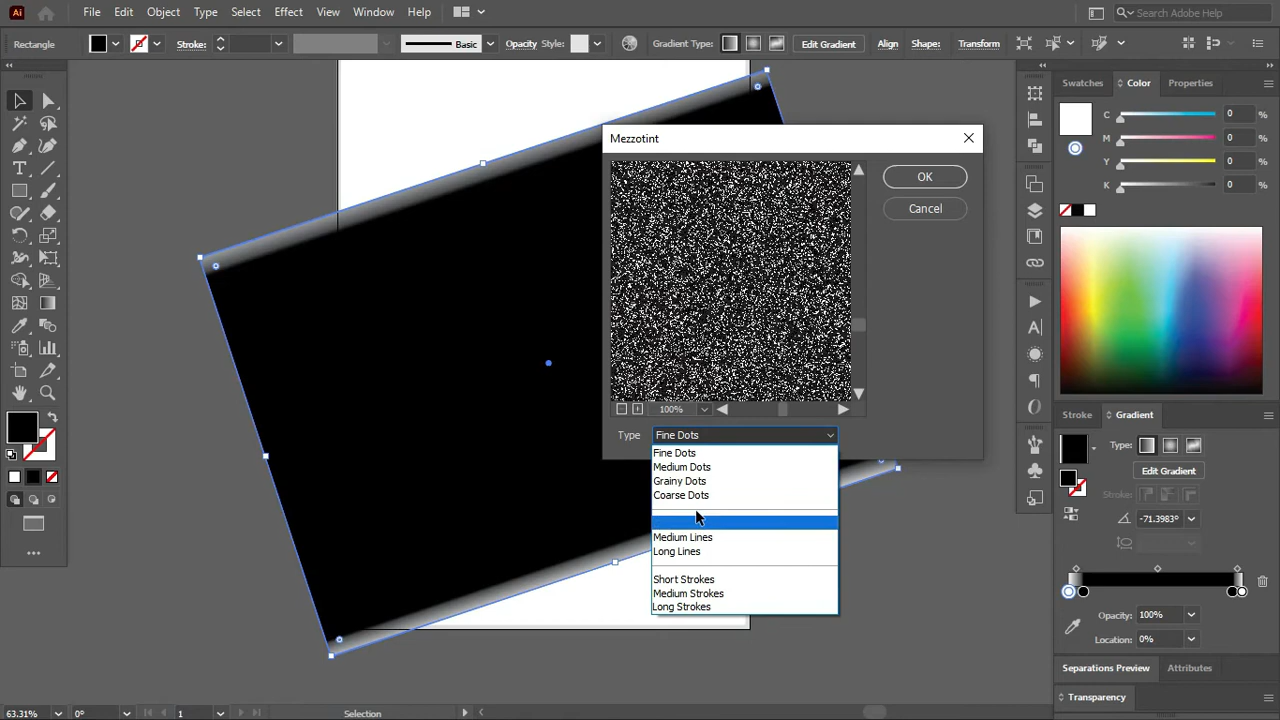 Ai File Edit Object Type Select Effect View Window Help Search Adobe Help
Rectangle Stroke: Basic Opacity Style: Gradient Type: Edit Gradient Align Shape: Transform
Swatches Color Properties
C 0 %
M 0 %
Y 0 %
K 0 %
Mezzotint
OK
Cancel
100%
Type Fine Dots
Fine Dots
Medium Dots
Grainy Dots
Coarse Dots
Medium Lines
Long Lines
Short Strokes
Medium Strokes
Long Strokes
Stroke Gradient
Type:
Edit Gradient
Stroke:
-71.3983°
Opacity: 100%
Location: 0%
Separations Preview Attributes
Transparency
63.31% 0° 1 Selection